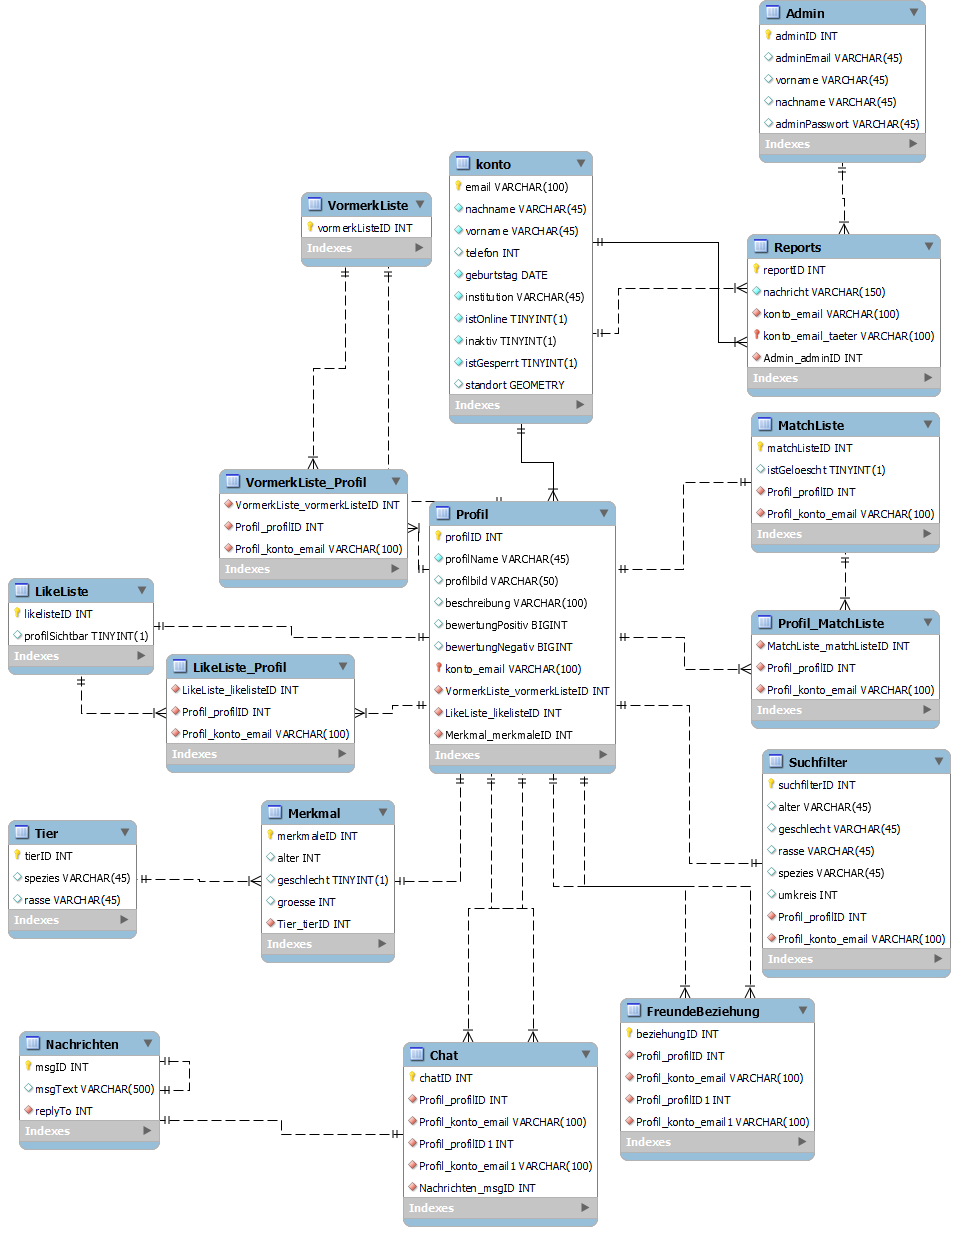 Admin
adminID INT
adminEmail VARCHAR(45)
vorname VARCHAR(45)
nachname VARCHAR(45)
adminPasswort VARCHAR(45)
Indexes
konto
email VARCHAR(100)
nachname VARCHAR(45)
vorname VARCHAR(45)
telefon INT
geburtstag DATE
institution VARCHAR(45)
istOnline TINYINT(1)
inaktiv TINYINT(1)
istGesperrt TINYINT(1)
standort GEOMETRY
Indexes
VormerkListe
vormerkListeID INT
Indexes
Reports
reportID INT
nachricht VARCHAR(150)
konto_email VARCHAR(100)
konto_email_taeter VARCHAR(100)
Admin_adminID INT
Indexes
MatchListe
matchListeID INT
istGeloescht TINYINT(1)
Profil_profilID INT
Profil_konto_email VARCHAR(100)
Indexes
VormerkListe_Profil
VormerkListe_vormerkListeID INT
Profil_profilID INT
Profil_konto_email VARCHAR(100)
Indexes
Profil
profilID INT
profilName VARCHAR(45)
profilbild VARCHAR(50)
beschreibung VARCHAR(100)
bewertungPositiv BIGINT
bewertungNegativ BIGINT
konto_email VARCHAR(100)
VormerkListe_vormerkListeID INT
LikeListe_likelisteID INT
Merkmal_merkmaleID INT
Indexes
LikeListe
likelisteID INT
profilSichtbar TINYINT(1)
Indexes
Profil_MatchListe
MatchListe_matchListeID INT
Profil_profilID INT
Profil_konto_email VARCHAR(100)
Indexes
LikeListe_Profil
LikeListe_likelisteID INT
Profil_profilID INT
Profil_konto_email VARCHAR(100)
Indexes
Suchfilter
suchfilterID INT
alter VARCHAR(45)
geschlecht VARCHAR(45)
rasse VARCHAR(45)
spezies VARCHAR(45)
umkreis INT
Profil_profilID INT
Profil_konto_email VARCHAR(100)
Indexes
Tier
tierID INT
spezies VARCHAR(45)
rasse VARCHAR(45)
Indexes
Merkmal
merkmaleID INT
alter INT
geschlecht TINYINT(1)
groesse INT
Tier_tierID INT
Indexes
FreundeBeziehung
beziehungID INT
Profil_profilID INT
Profil_konto_email VARCHAR(100)
Profil_profilID1 INT
Profil_konto_email1 VARCHAR(100)
Indexes
Nachrichten
msgID INT
msgText VARCHAR(500)
replyTo INT
Indexes
Chat
chatID INT
Profil_profilID INT
Profil_konto_email VARCHAR(100)
Profil_profilID1 INT
Profil_konto_email1 VARCHAR(100)
Nachrichten_msgID INT
Indexes